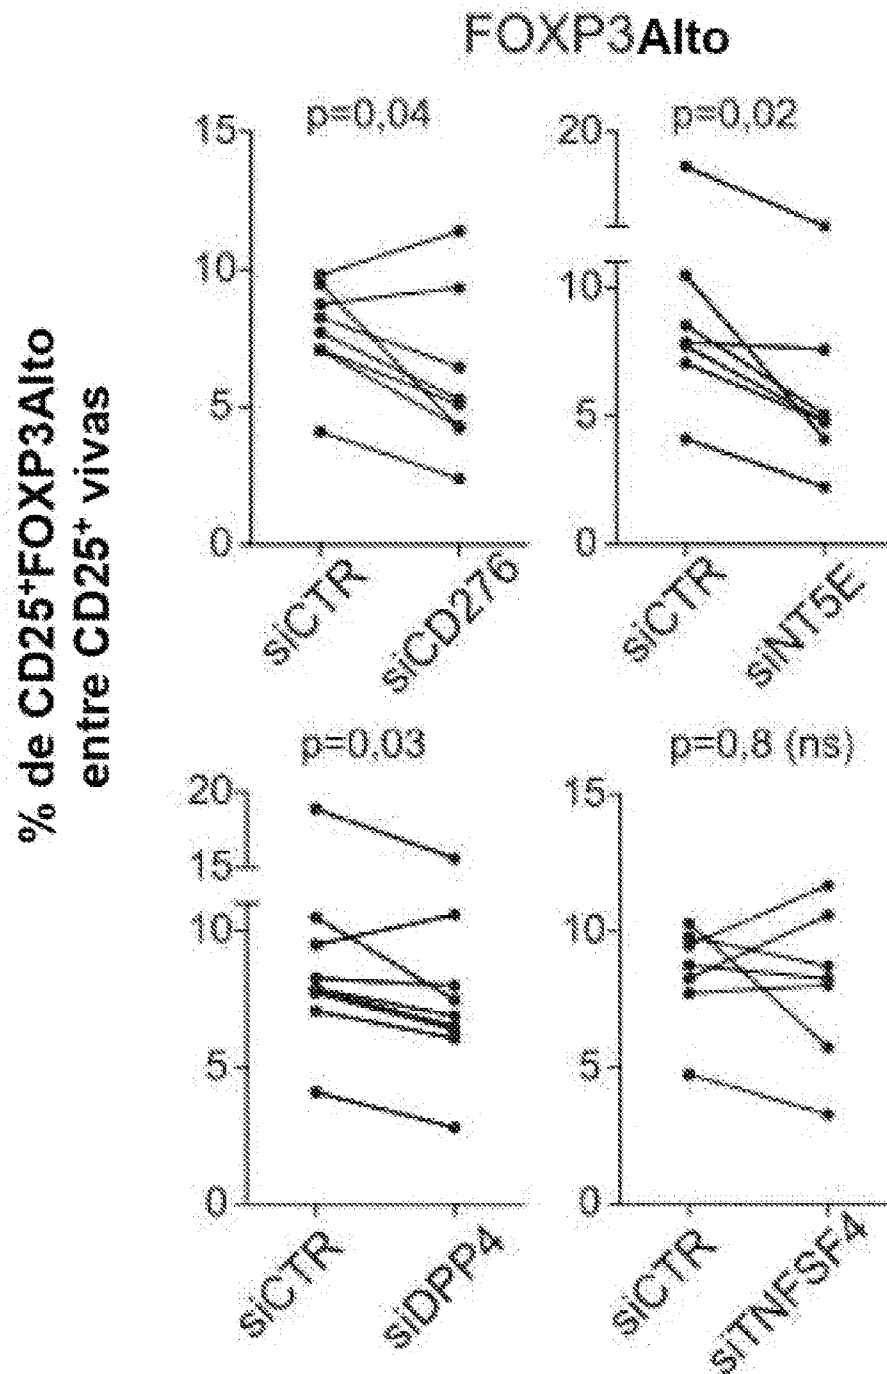 FOXP3Alto
% de CD25+FOXP3Alto
entre CD25+ vivas
p=0,04
15
10
5
0
siCTR
siCD276
p=0,02
20
10
5
0
siCTR
siNT5E
p=0,03
20
15
10
5
0
siCTR
siDPP4
p=0,8 (ns)
15
10
5
0
siCTR
siTNFSF4